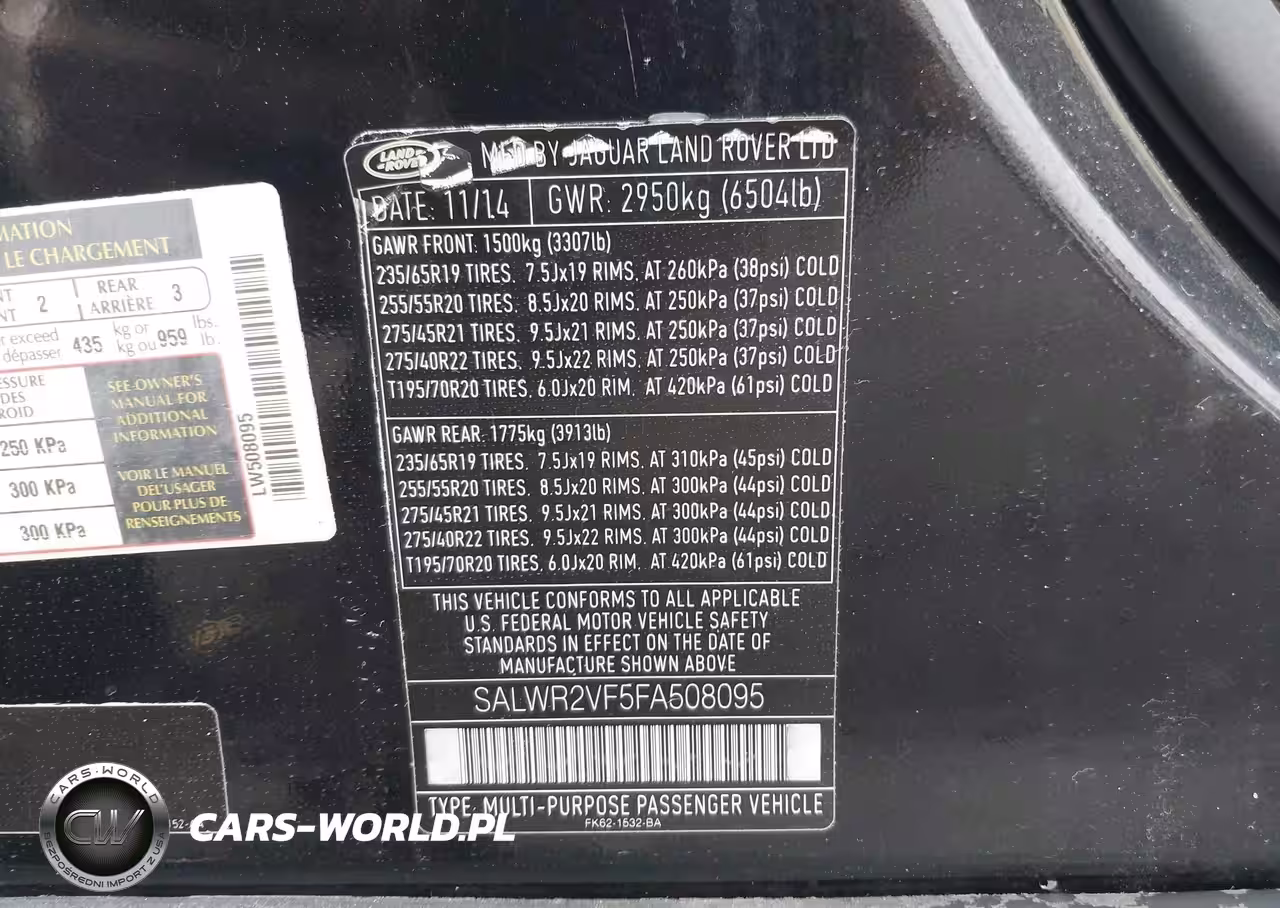 MATION
LE CHARGEMENT
NT 2 REAR
NT ARRIÈRE 3
exceed 435 kg or 959 lbs.
dépasser kg ou lb.
ESSURE
DES
ROID
250 KPa
300 KPa
300 KPa
SEE OWNER'S
MANUAL FOR
ADDITIONAL
INFORMATION
VOIR LE MANUEL
DE L'USAGER
POUR PLUS DE
RENSEIGNEMENTS
LW508095
LAND
-ROVER
MFD BY JAGUAR LAND ROVER LTD
DATE: 11/14 GWR: 2950kg (6504lb)
GAWR FRONT: 1500kg (3307lb)
235/65R19 TIRES. 7.5Jx19 RIMS. AT 260kPa (38psi) COLD
255/55R20 TIRES. 8.5Jx20 RIMS. AT 250kPa (37psi) COLD
275/45R21 TIRES. 9.5Jx21 RIMS. AT 250kPa (37psi) COLD
275/40R22 TIRES. 9.5Jx22 RIMS. AT 250kPa (37psi) COLD
T195/70R20 TIRES. 6.0Jx20 RIM. AT 420kPa (61psi) COLD
GAWR REAR: 1775kg (3913lb)
235/65R19 TIRES. 7.5Jx19 RIMS. AT 310kPa (45psi) COLD
255/55R20 TIRES. 8.5Jx20 RIMS. AT 300kPa (44psi) COLD
275/45R21 TIRES. 9.5Jx21 RIMS. AT 300kPa (44psi) COLD
275/40R22 TIRES. 9.5Jx22 RIMS. AT 300kPa (44psi) COLD
T195/70R20 TIRES. 6.0Jx20 RIM. AT 420kPa (61psi) COLD
THIS VEHICLE CONFORMS TO ALL APPLICABLE
U.S. FEDERAL MOTOR VEHICLE SAFETY
STANDARDS IN EFFECT ON THE DATE OF
MANUFACTURE SHOWN ABOVE
SALWR2VF5FA508095
TYPE. MULTI-PURPOSE PASSENGER VEHICLE
FK62-1532-BA
CARS-WORLD
CW
BEZPOŚREDNI IMPORT Z USA
CARS-WORLD.PL